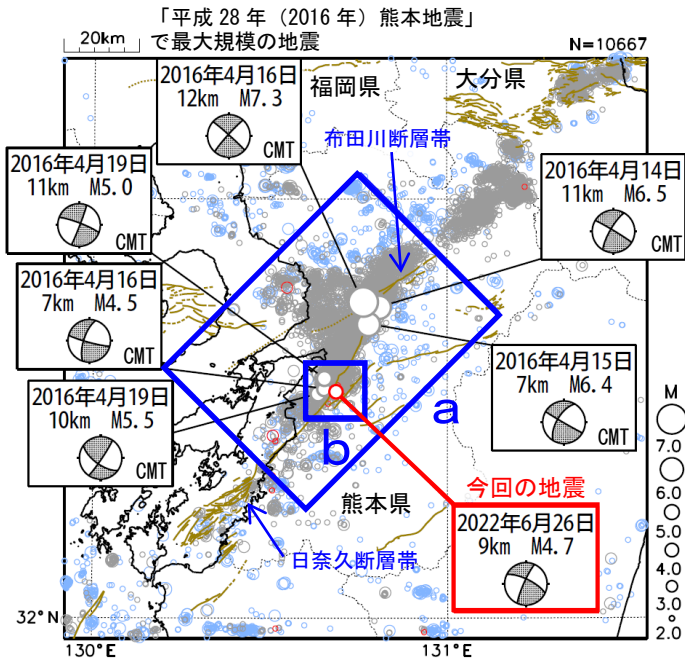 「平成 28 年（2016 年）熊本地震」
で最大規模の地震
20km
N=10667
2016年4月16日
12km M7.3
CMT
福岡県
大分県
布田川断層帯
2016年4月19日
11km M5.0
CMT
2016年4月14日
11km M6.5
CMT
2016年4月16日
7km M4.5
CMT
2016年4月15日
7km M6.4
CMT
2016年4月19日
10km M5.5
CMT
a
b
熊本県
日奈久断層帯
今回の地震
2022年6月26日
9km M4.7
M
7.0
6.0
5.0
4.0
3.0
2.0
32°N
130°E
131°E